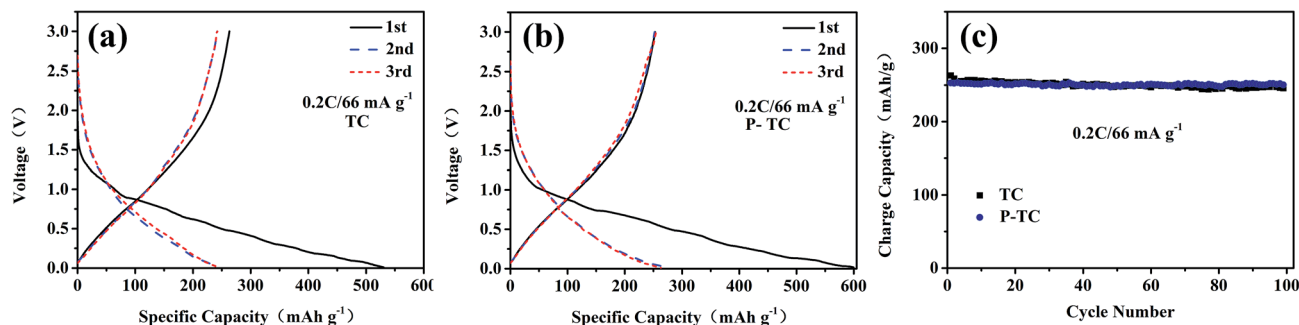 (a)
1st
2nd
3rd
0.2C/66 mA g-1
TC
3.0
2.5
2.0
1.5
1.0
0.5
0.0
Voltage（V）
0 100 200 300 400 500 600
Specific Capacity（mAh g-1）
(b)
1st
2nd
3rd
0.2C/66 mA g-1
P- TC
3.0
2.5
2.0
1.5
1.0
0.5
0.0
Voltage（V）
0 100 200 300 400 500 600
Specific Capacity（mAh g-1）
(c)
0.2C/66 mA g-1
TC
P-TC
300
250
200
150
100
50
0
Charge Capacity（mAh/g）
0 20 40 60 80 100
Cycle Number